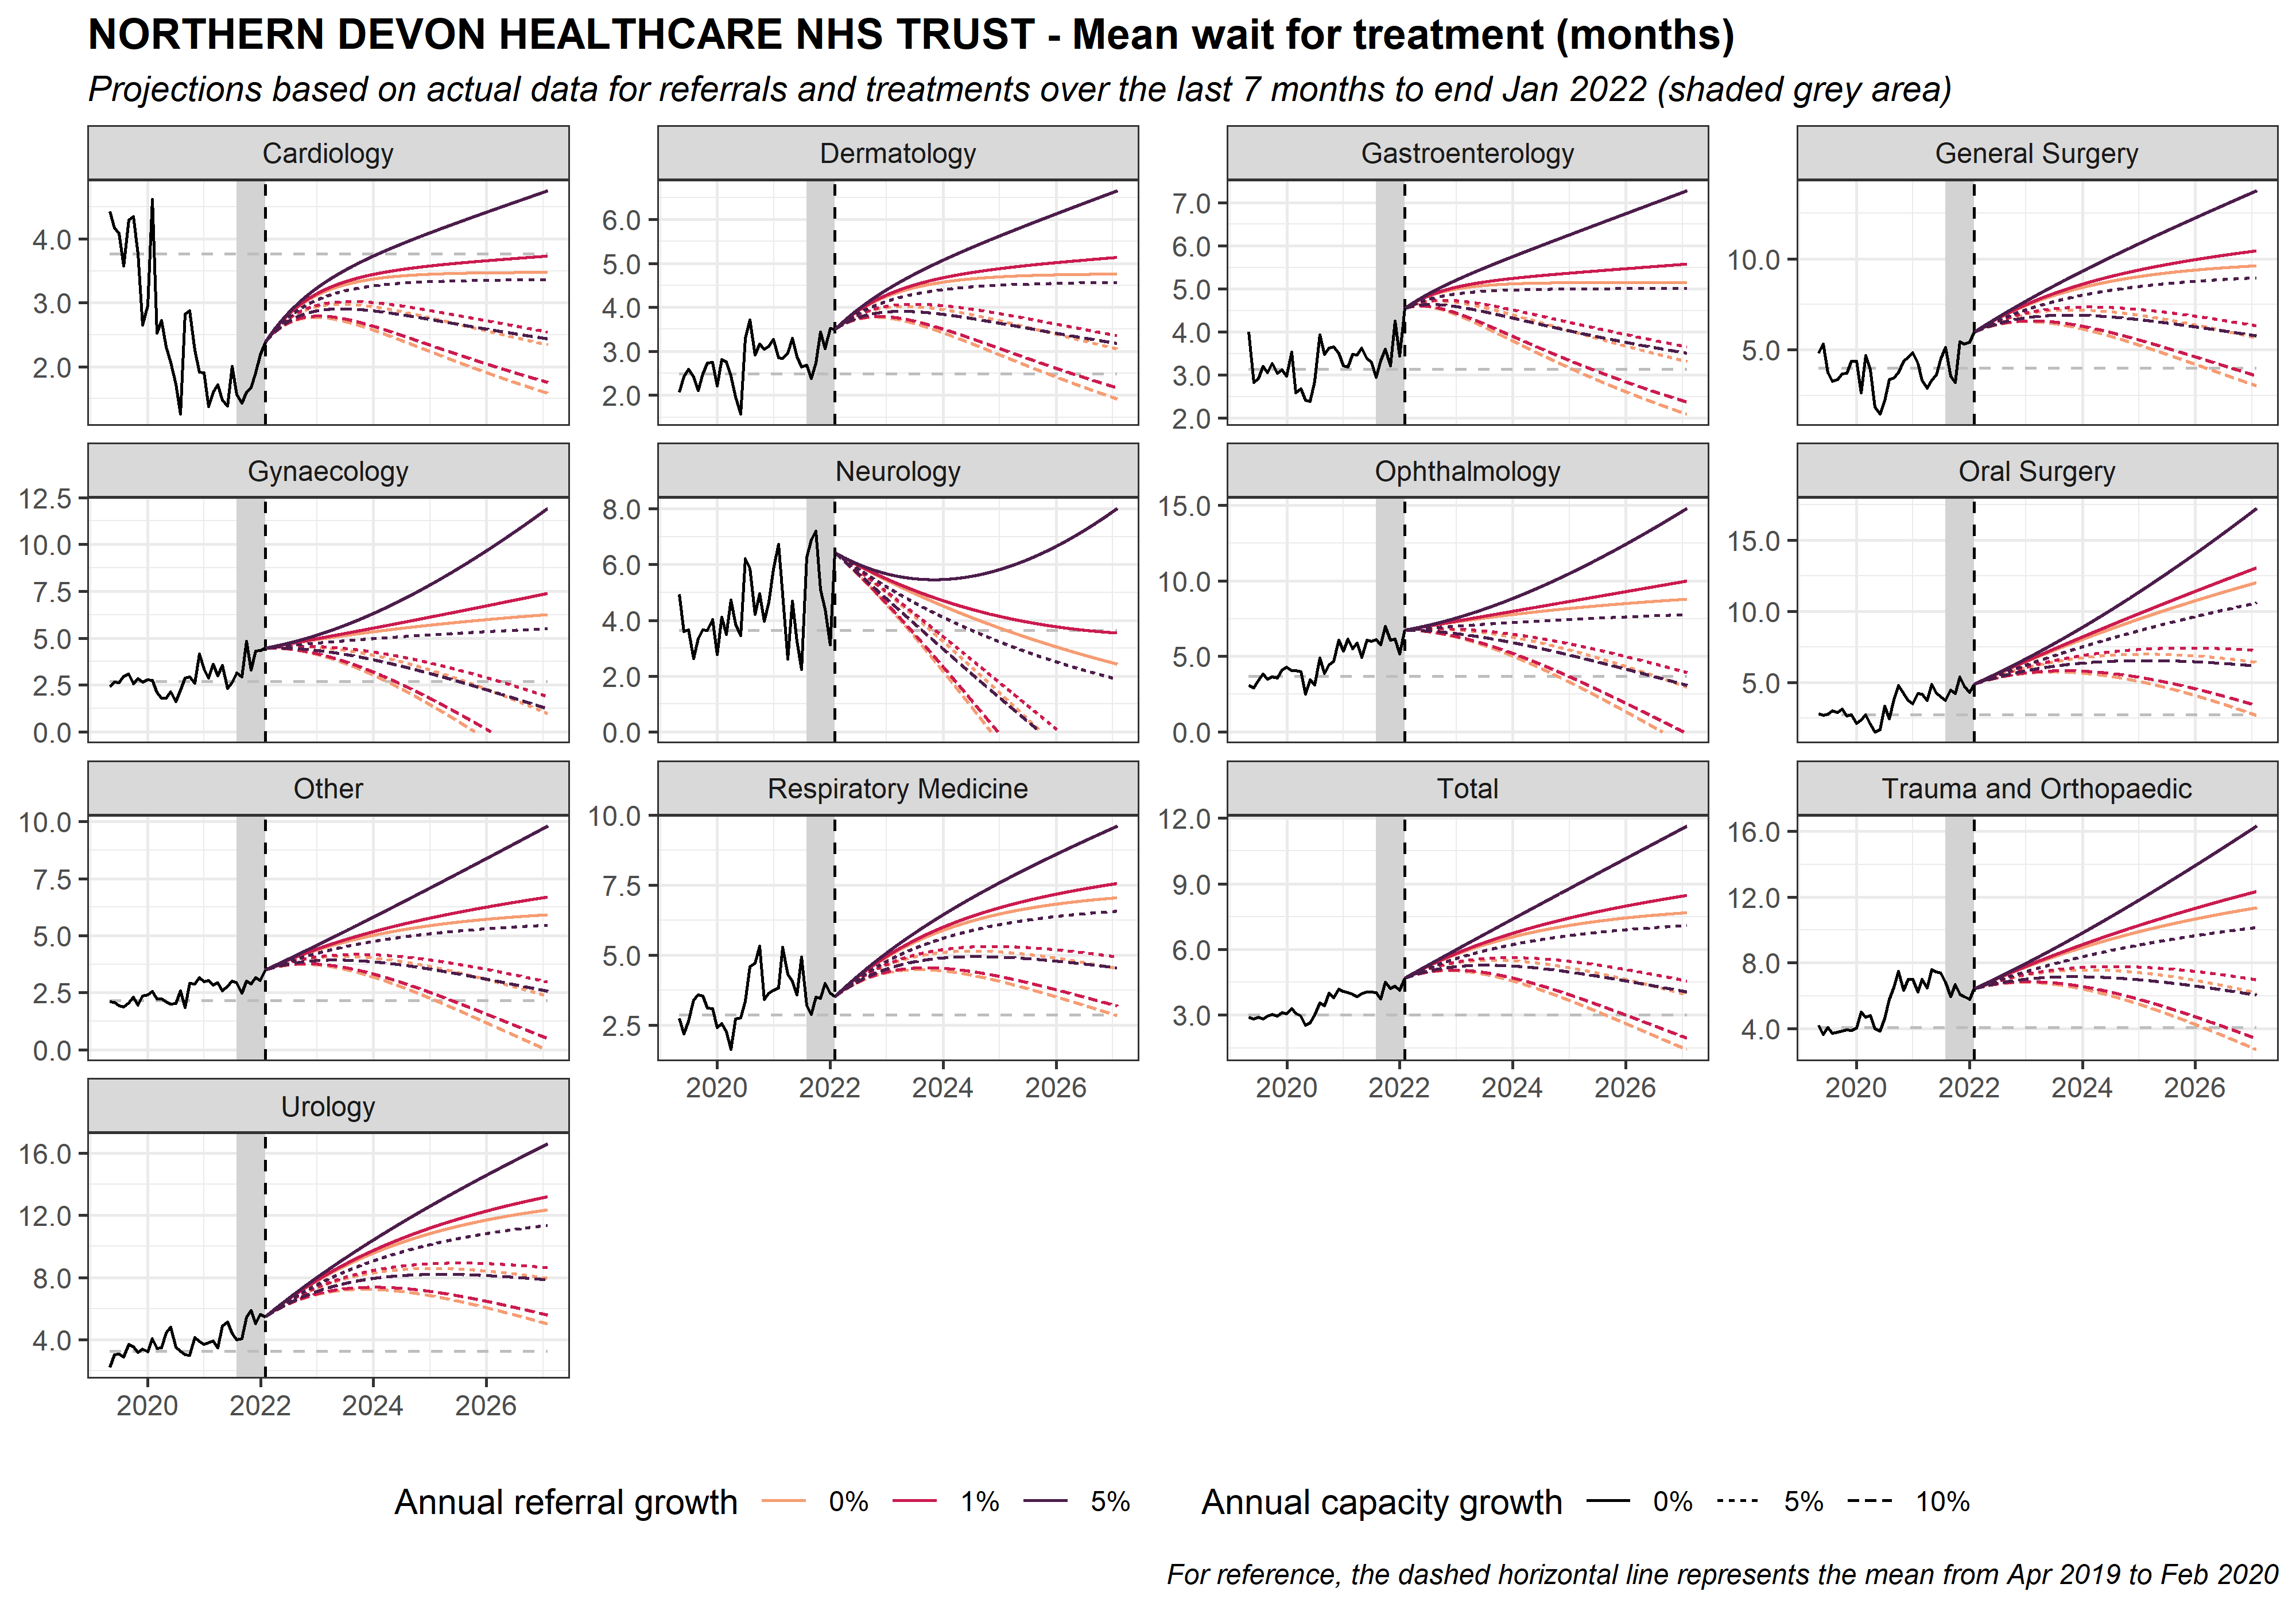 NORTHERN DEVON HEALTHCARE NHS TRUST - Mean wait for treatment (months)
Projections based on actual data for referrals and treatments over the last 7 months to end Jan 2022 (shaded grey area)
Cardiology
4.0
3.0
2.0
Dermatology
6.0
5.0
4.0
3.0
2.0
Gastroenterology
7.0
6.0
5.0
4.0
3.0
2.0
General Surgery
10.0
5.0
Gynaecology
12.5
10.0
7.5
5.0
2.5
0.0
Neurology
8.0
6.0
4.0
2.0
0.0
Ophthalmology
15.0
10.0
5.0
0.0
Oral Surgery
15.0
10.0
5.0
Other
10.0
7.5
5.0
2.5
0.0
Respiratory Medicine
10.0
7.5
5.0
2.5
2020 2022 2024 2026
Total
12.0
9.0
6.0
3.0
2020 2022 2024 2026
Trauma and Orthopaedic
16.0
12.0
8.0
4.0
2020 2022 2024 2026
Urology
16.0
12.0
8.0
4.0
2020 2022 2024 2026
Annual referral growth 0% 1% 5% Annual capacity growth 0% 5% 10%
For reference, the dashed horizontal line represents the mean from Apr 2019 to Feb 2020